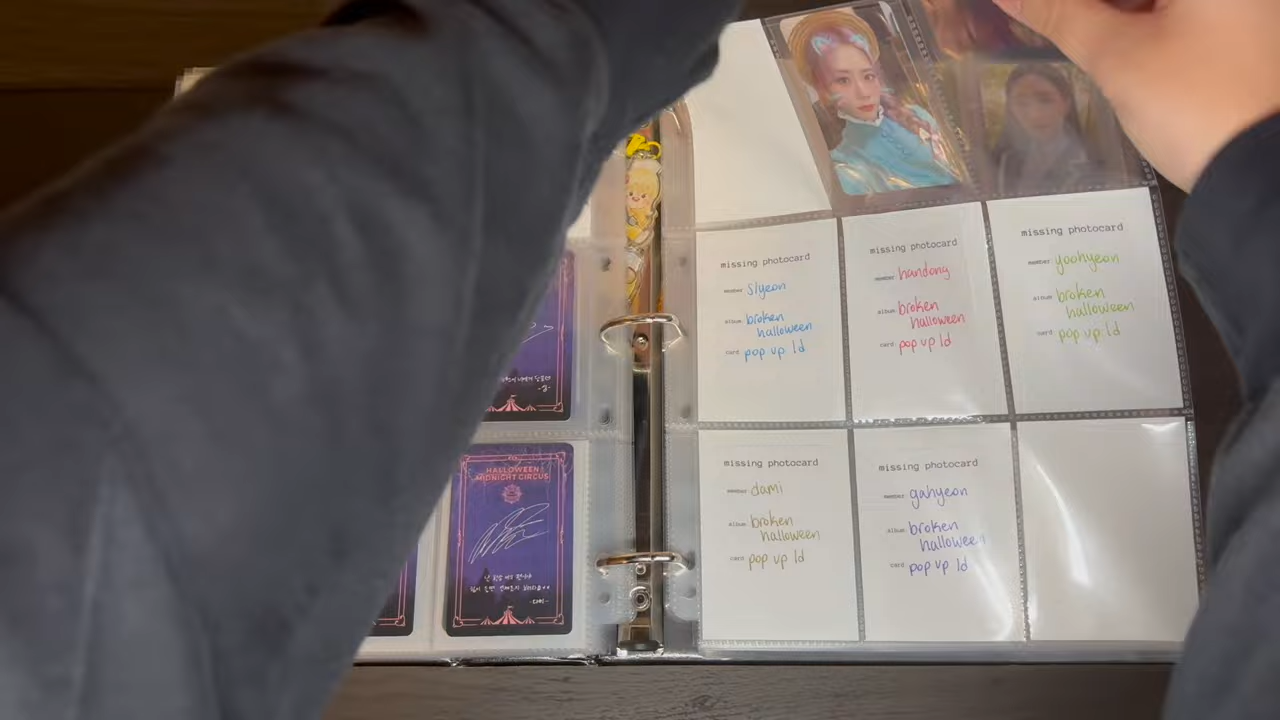 HALLOWEEN
MIDNIGHT CIRCUS
missing photocard
member siyeon
album broken
halloween
card pop up ld
missing photocard
member handong
album broken
halloween
card pop up ld
missing photocard
member yoohyeon
album broken
halloween
card pop up ld
missing photocard
member dami
album broken
halloween
card pop up ld
missing photocard
member gahyeon
album broken
halloween
card pop up ld